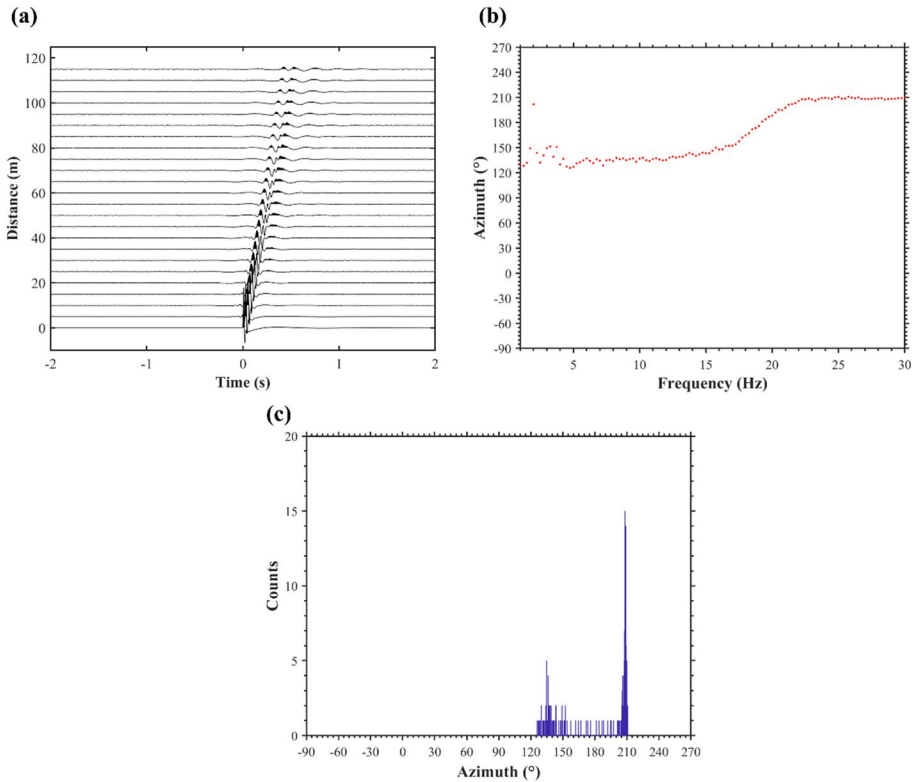 (a)
120
100
80
60
40
20
0
Distance (m)
-2 -1 0 1 2
Time (s)
(b)
270
240
210
180
150
120
90
60
30
0
-30
-60
-90
Azimuth (°)
5 10 15 20 25 30
Frequency (Hz)
(c)
20
15
10
5
0
Counts
-90 -60 -30 0 30 60 90 120 150 180 210 240 270
Azimuth (°)